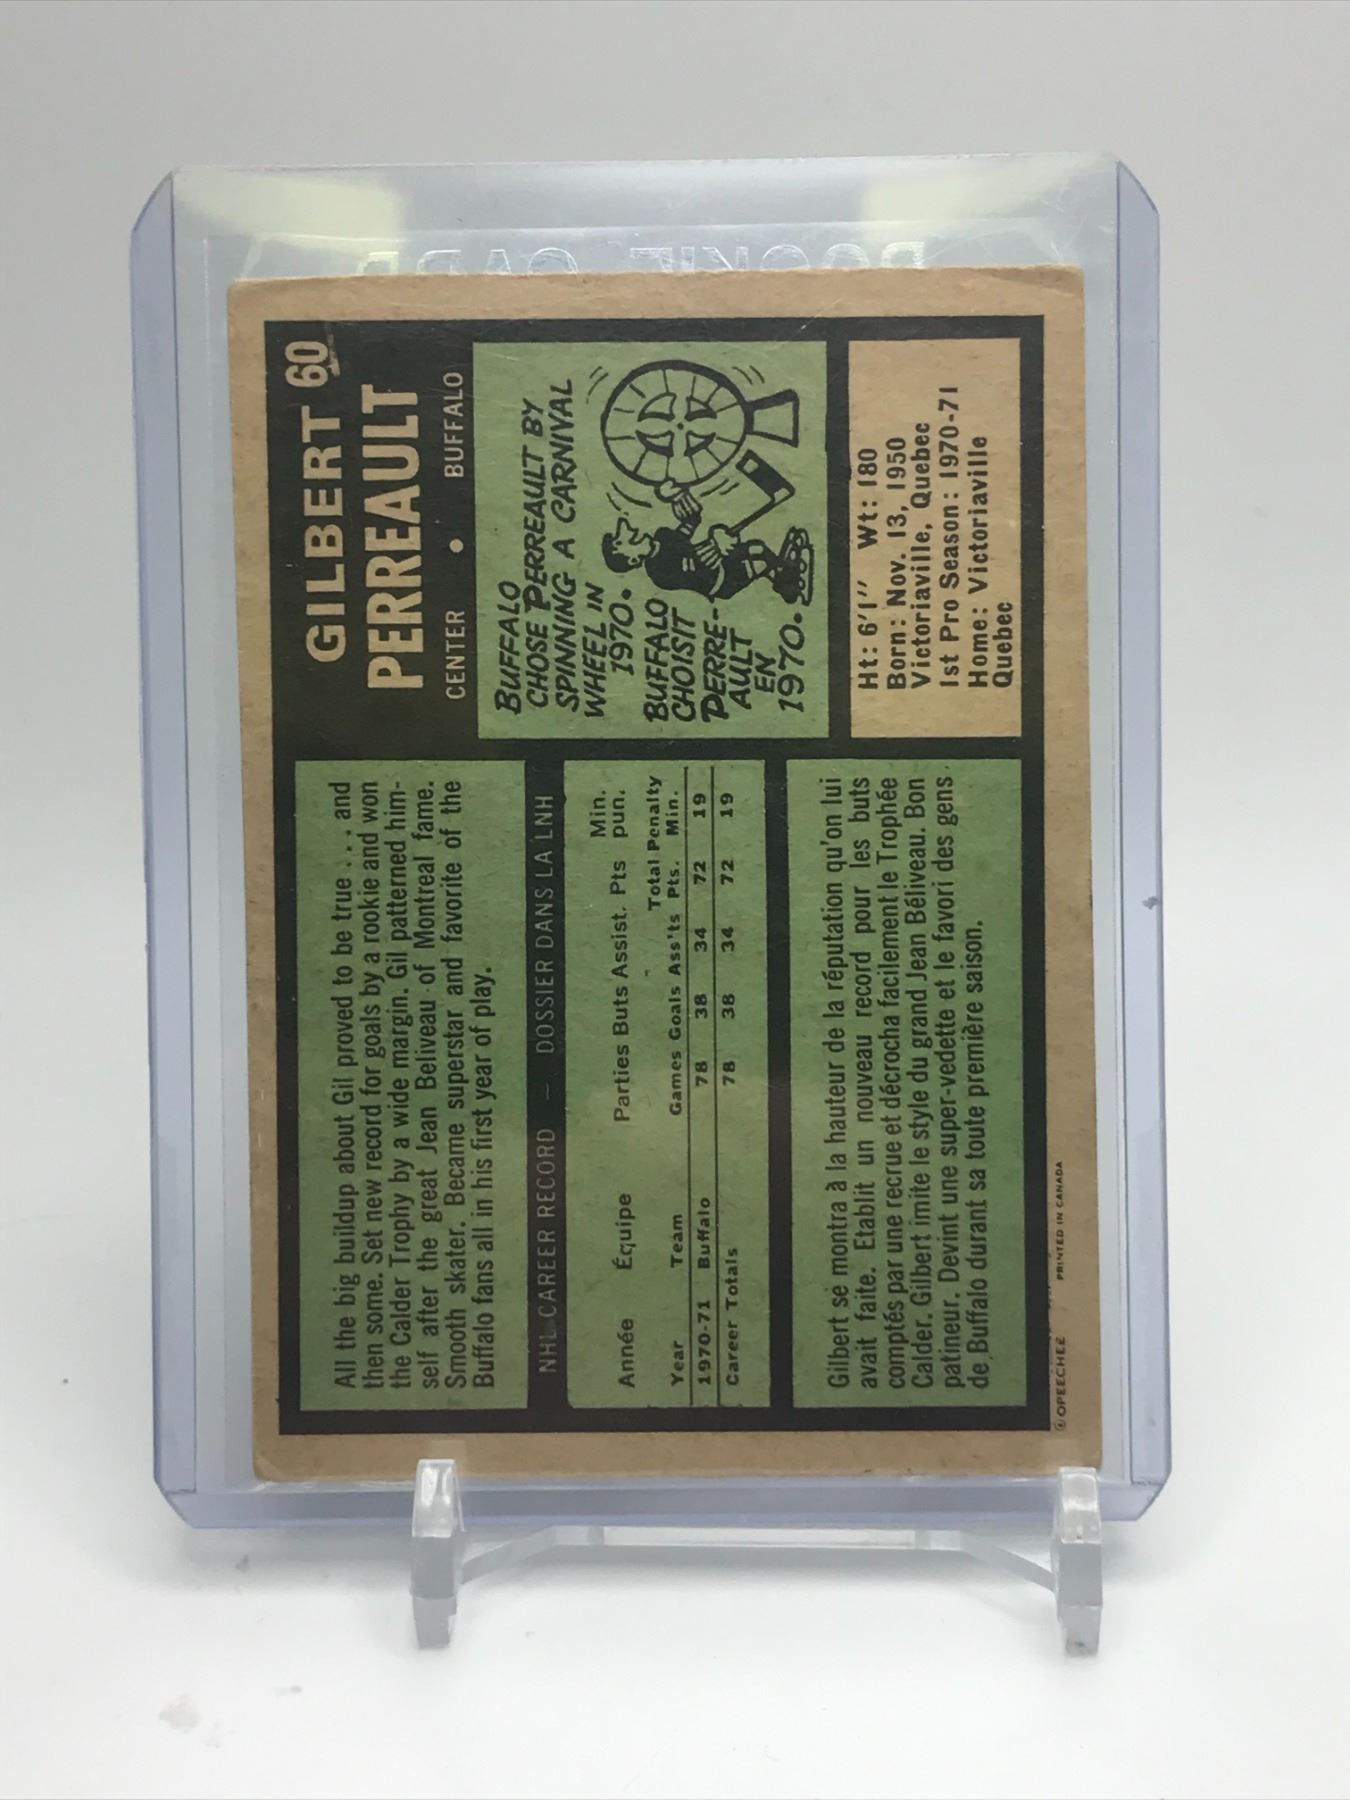 ROOKIE CARD
GILBERT 60
PERREAULT
CENTER • BUFFALO
BUFFALO
CHOSE PERREAULT BY
SPINNING A CARNIVAL
WHEEL IN
1970.
BUFFALO
CHOISIT
PERRE-
AULT
EN
1970.
Ht: 6'1" Wt: 180
Born: Nov. 13, 1950
Victoriaville, Quebec
1st Pro Season: 1970-71
Home: Victoriaville
Quebec
All the big buildup about Gil proved to be true . . . and
then some. Set new record for goals by a rookie and won
the Calder Trophy by a wide margin. Gil patterned him-
self after the great Jean Beliveau of Montreal fame.
Smooth skater. Became superstar and favorite of the
Buffalo fans all in his first year of play.
NHL CAREER RECORD — DOSSIER DANS LA LNH
Min.
Année Équipe Parties Buts Assist. Pts pun.
Total Penalty
Year Team Games Goals Ass'ts Pts. Min.
1970-71 Buffalo 78 38 34 72 19
Career Totals 78 38 34 72 19
Gilbert se montra à la hauteur de la réputation qu'on lui
avait faite. Etablit un nouveau record pour les buts
comptés par une recrue et décrocha facilement le Trophée
Calder. Gilbert imite le style du grand Jean Béliveau. Bon
patineur. Devint une super-vedette et le favori des gens
de Buffalo durant sa toute première saison.
© OPEECHEE PRINTED IN CANADA